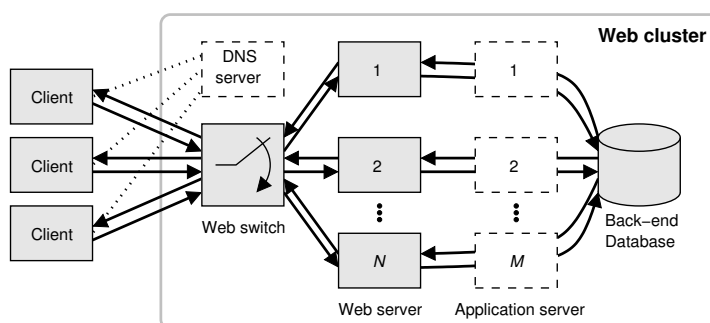 Web cluster
DNS
server
Client
Client
Client
Web switch
1
2
N
Web server
1
2
M
Application server
Back−end
Database